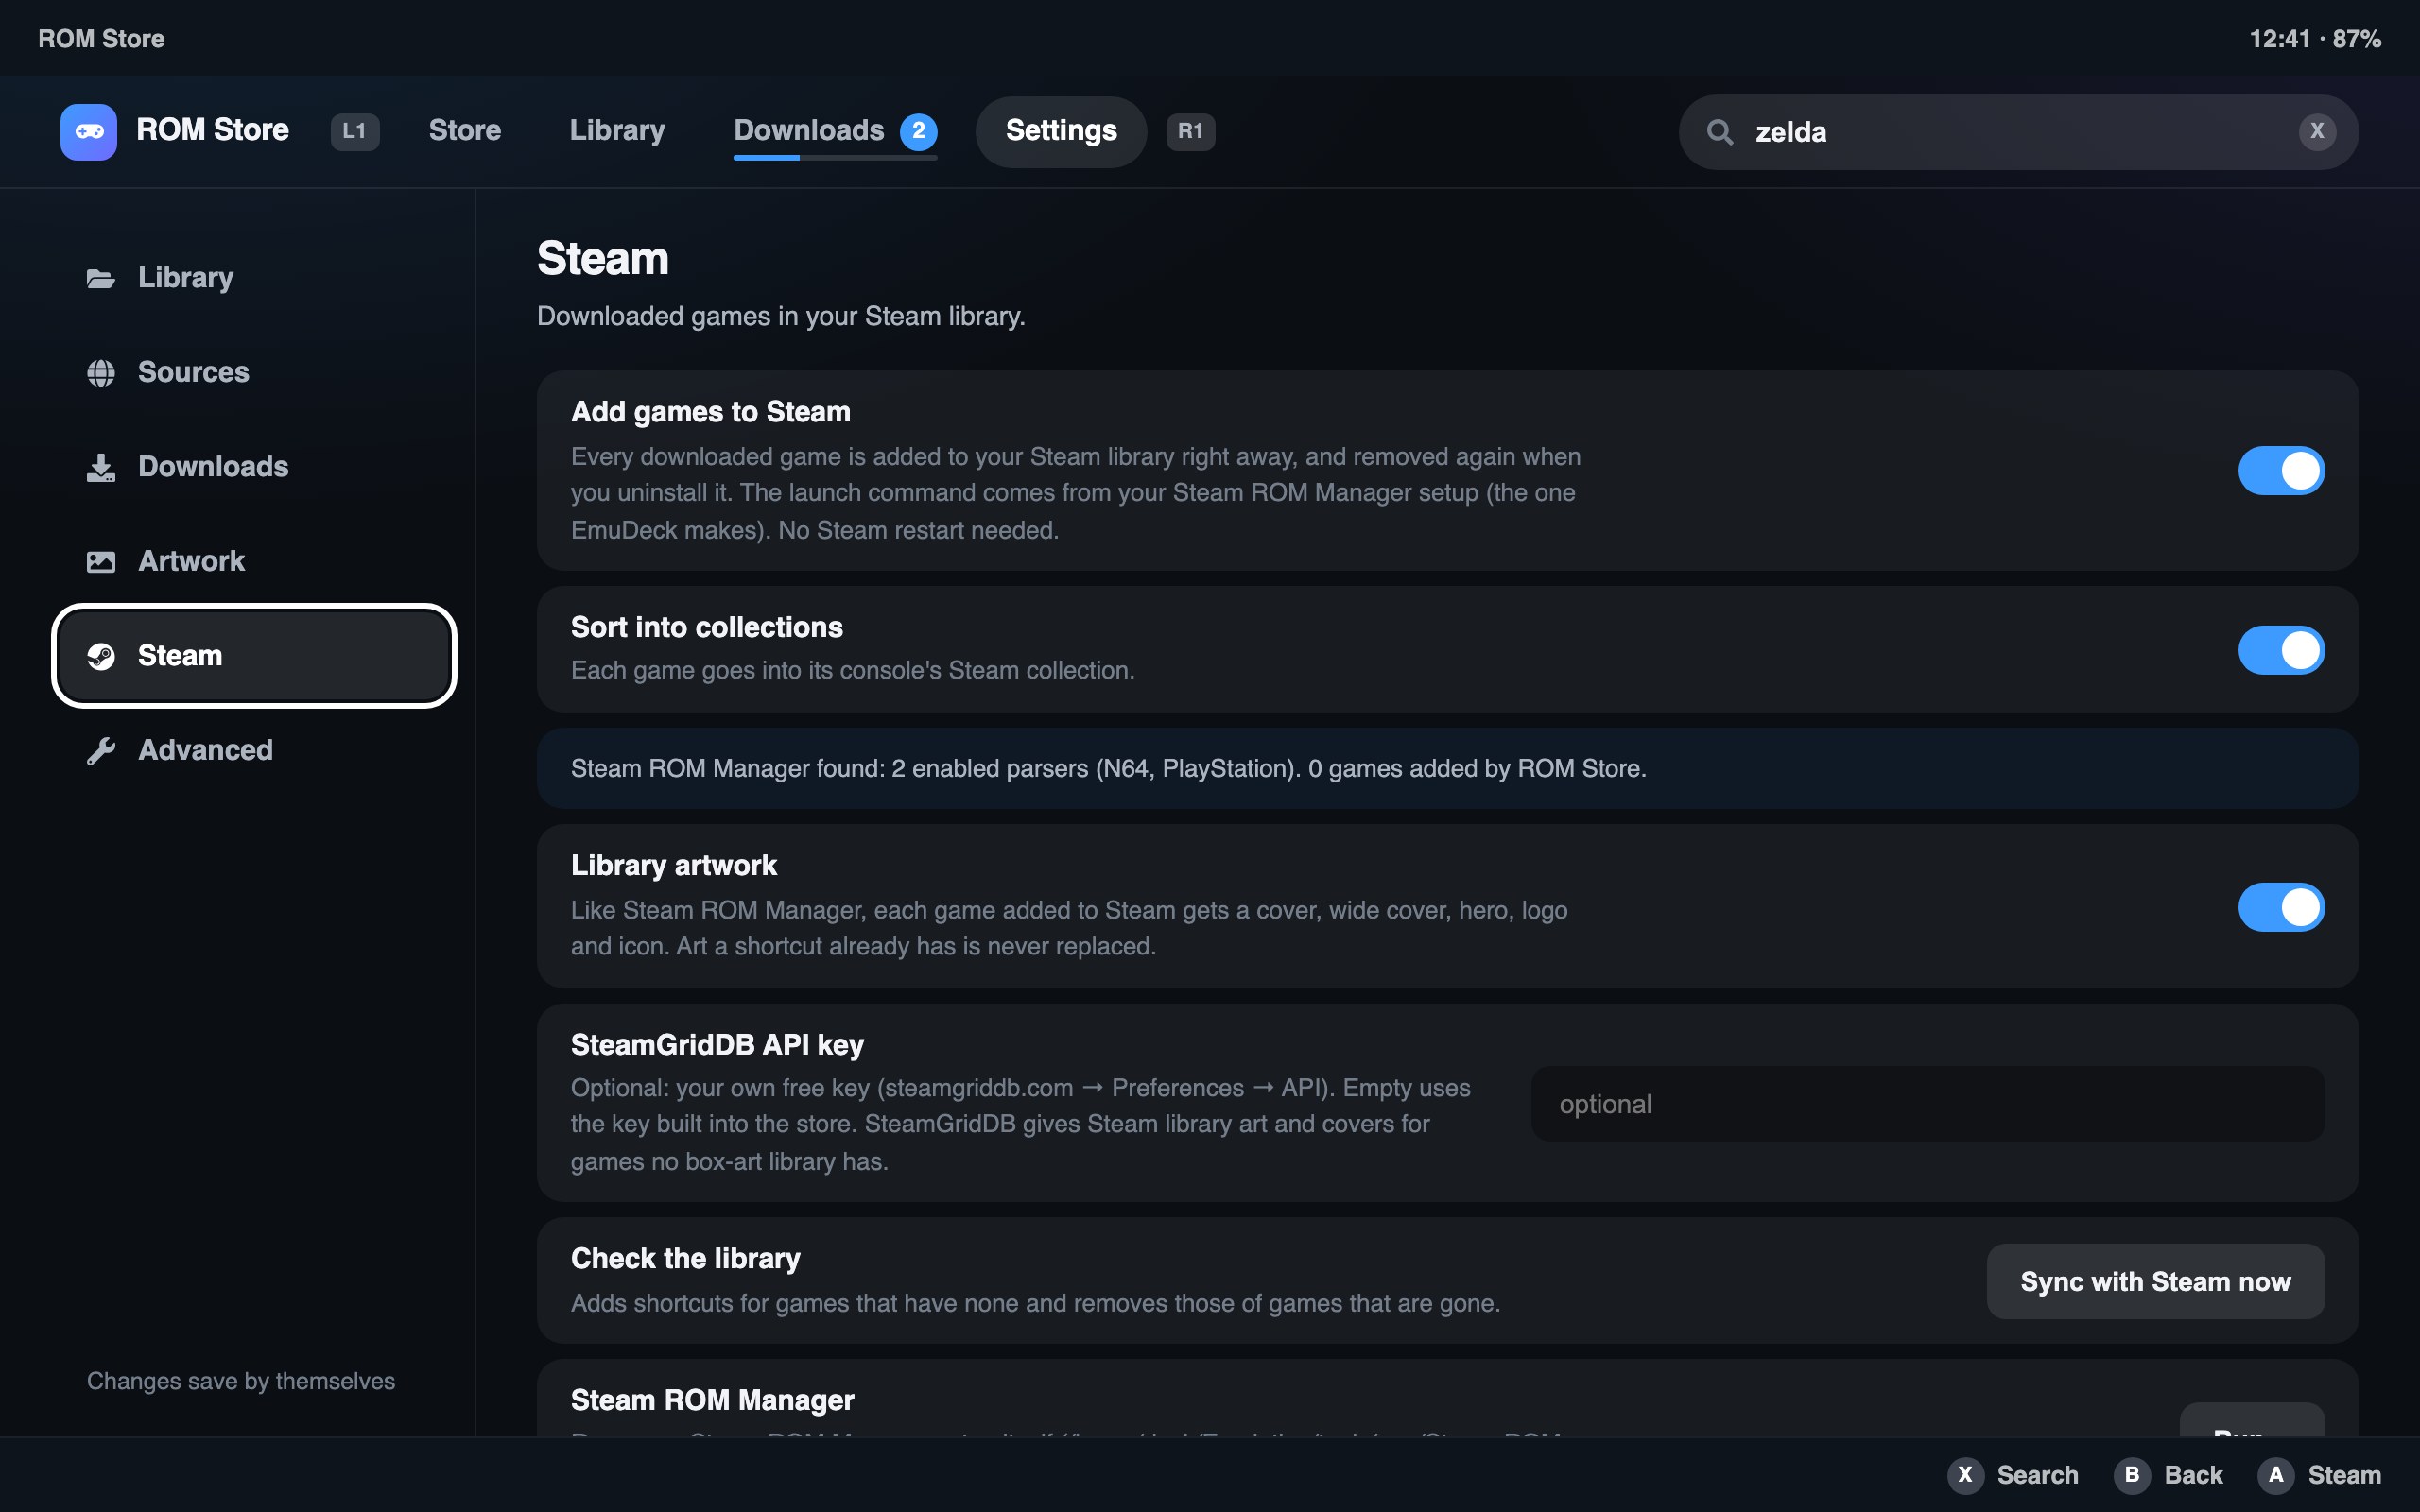 ROM Store
12:41 · 87%
ROM Store
L1
Store
Library
Downloads 2
Settings
R1
zelda
X
Library
Sources
Downloads
Artwork
Steam
Advanced
Changes save by themselves
Steam
Downloaded games in your Steam library.
Add games to Steam
Every downloaded game is added to your Steam library right away, and removed again when
you uninstall it. The launch command comes from your Steam ROM Manager setup (the one
EmuDeck makes). No Steam restart needed.
Sort into collections
Each game goes into its console's Steam collection.
Steam ROM Manager found: 2 enabled parsers (N64, PlayStation). 0 games added by ROM Store.
Library artwork
Like Steam ROM Manager, each game added to Steam gets a cover, wide cover, hero, logo
and icon. Art a shortcut already has is never replaced.
SteamGridDB API key
Optional: your own free key (steamgriddb.com → Preferences → API). Empty uses
the key built into the store. SteamGridDB gives Steam library art and covers for
games no box-art library has.
optional
Check the library
Adds shortcuts for games that have none and removes those of games that are gone.
Sync with Steam now
Steam ROM Manager
X Search
B Back
A Steam